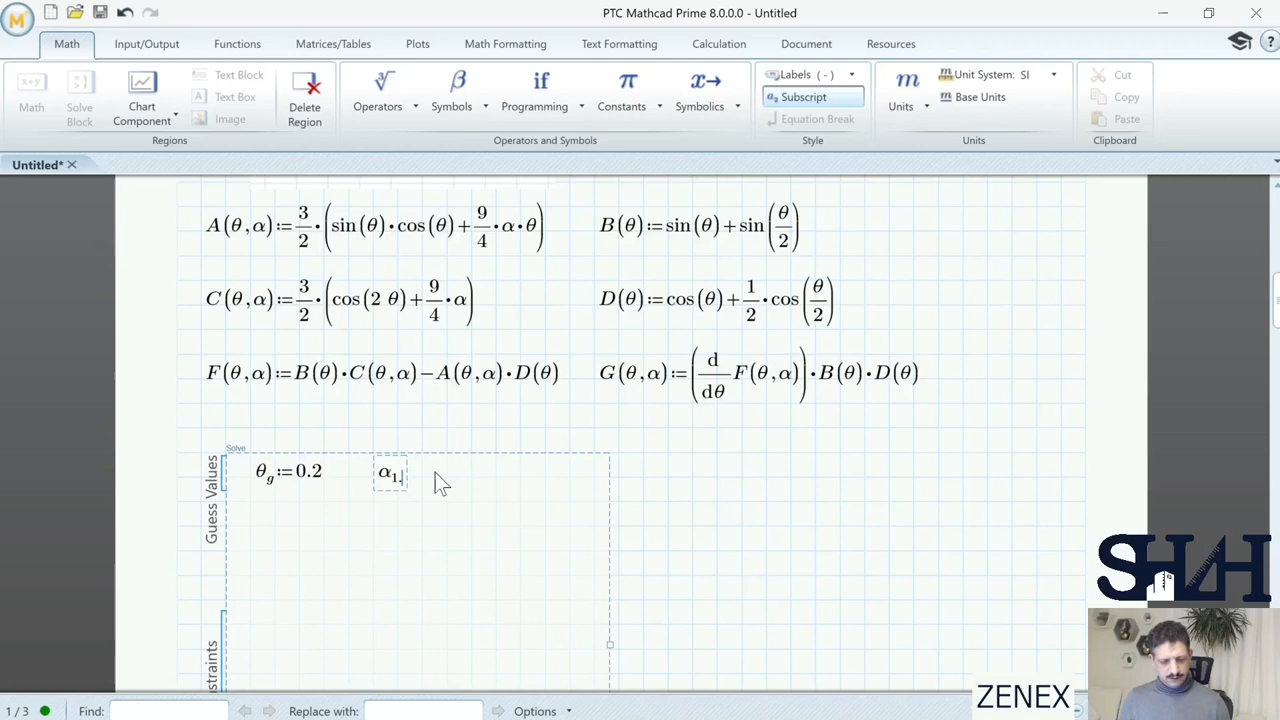 PTC Mathcad Prime 8.0.0.0 - Untitled
Math Input/Output Functions Matrices/Tables Plots Math Formatting Text Formatting Calculation Document Resources
Math Solve Block Chart Component Text Block Text Box Image Delete Region
Operators Symbols Programming Constants Symbolics
Labels ( - ) Subscript Equation Break
Units Unit System: SI Base Units
Cut Copy Paste
Regions Operators and Symbols Style Units Clipboard
Untitled*
A(θ,α):=3/2·(sin(θ)·cos(θ)+9/4·α·θ) B(θ):=sin(θ)+sin(θ/2)
C(θ,α):=3/2·(cos(2 θ)+9/4·α) D(θ):=cos(θ)+1/2·cos(θ/2)
F(θ,α):=B(θ)·C(θ,α)−A(θ,α)·D(θ) G(θ,α):=(d/dθ F(θ,α))·B(θ)·D(θ)
Solve
Guess Values
θg:=0.2 α1.
straints
SHAH
ZENEX
1 / 3 Find: Replace with: Options